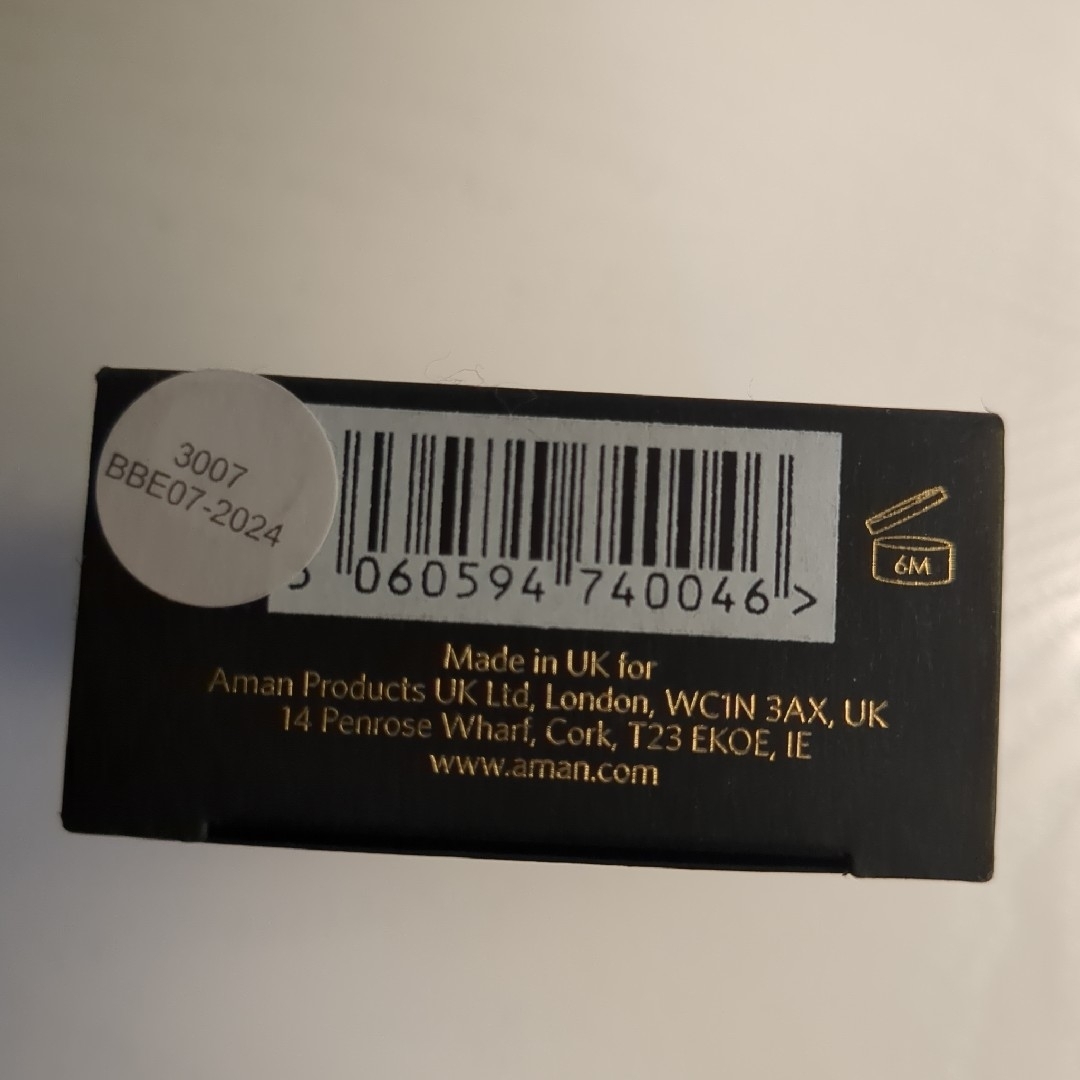 3007
BBE07-2024
060594 740046 >
6M
Made in UK for
Aman Products UK Ltd, London, WC1N 3AX, UK
14 Penrose Wharf, Cork, T23 EKOE, IE
www.aman.com